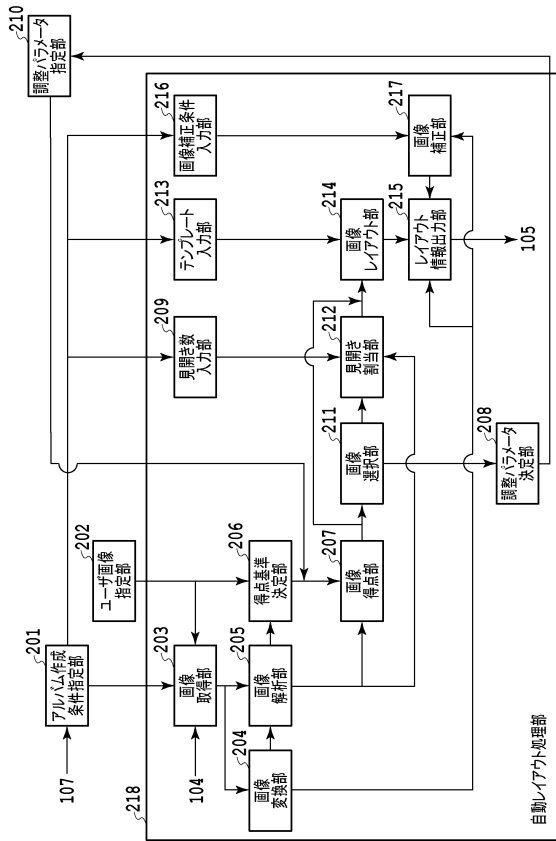 107
201
アルバム作成
条件指定部
202
ユーザ画像
指定部
210
調整パラメータ
指定部
218
104
203
画像
取得部
209
見開き数
入力部
213
テンプレート
入力部
216
画像補正条件
入力部
204
画像
変換部
205
画像
解析部
206
得点基準
決定部
207
画像
得点部
211
画像
選択部
212
見開き
割当部
214
画像
レイアウト部
217
画像
補正部
215
レイアウト
情報出力部
105
208
調整パラメータ
決定部
自動レイアウト処理部